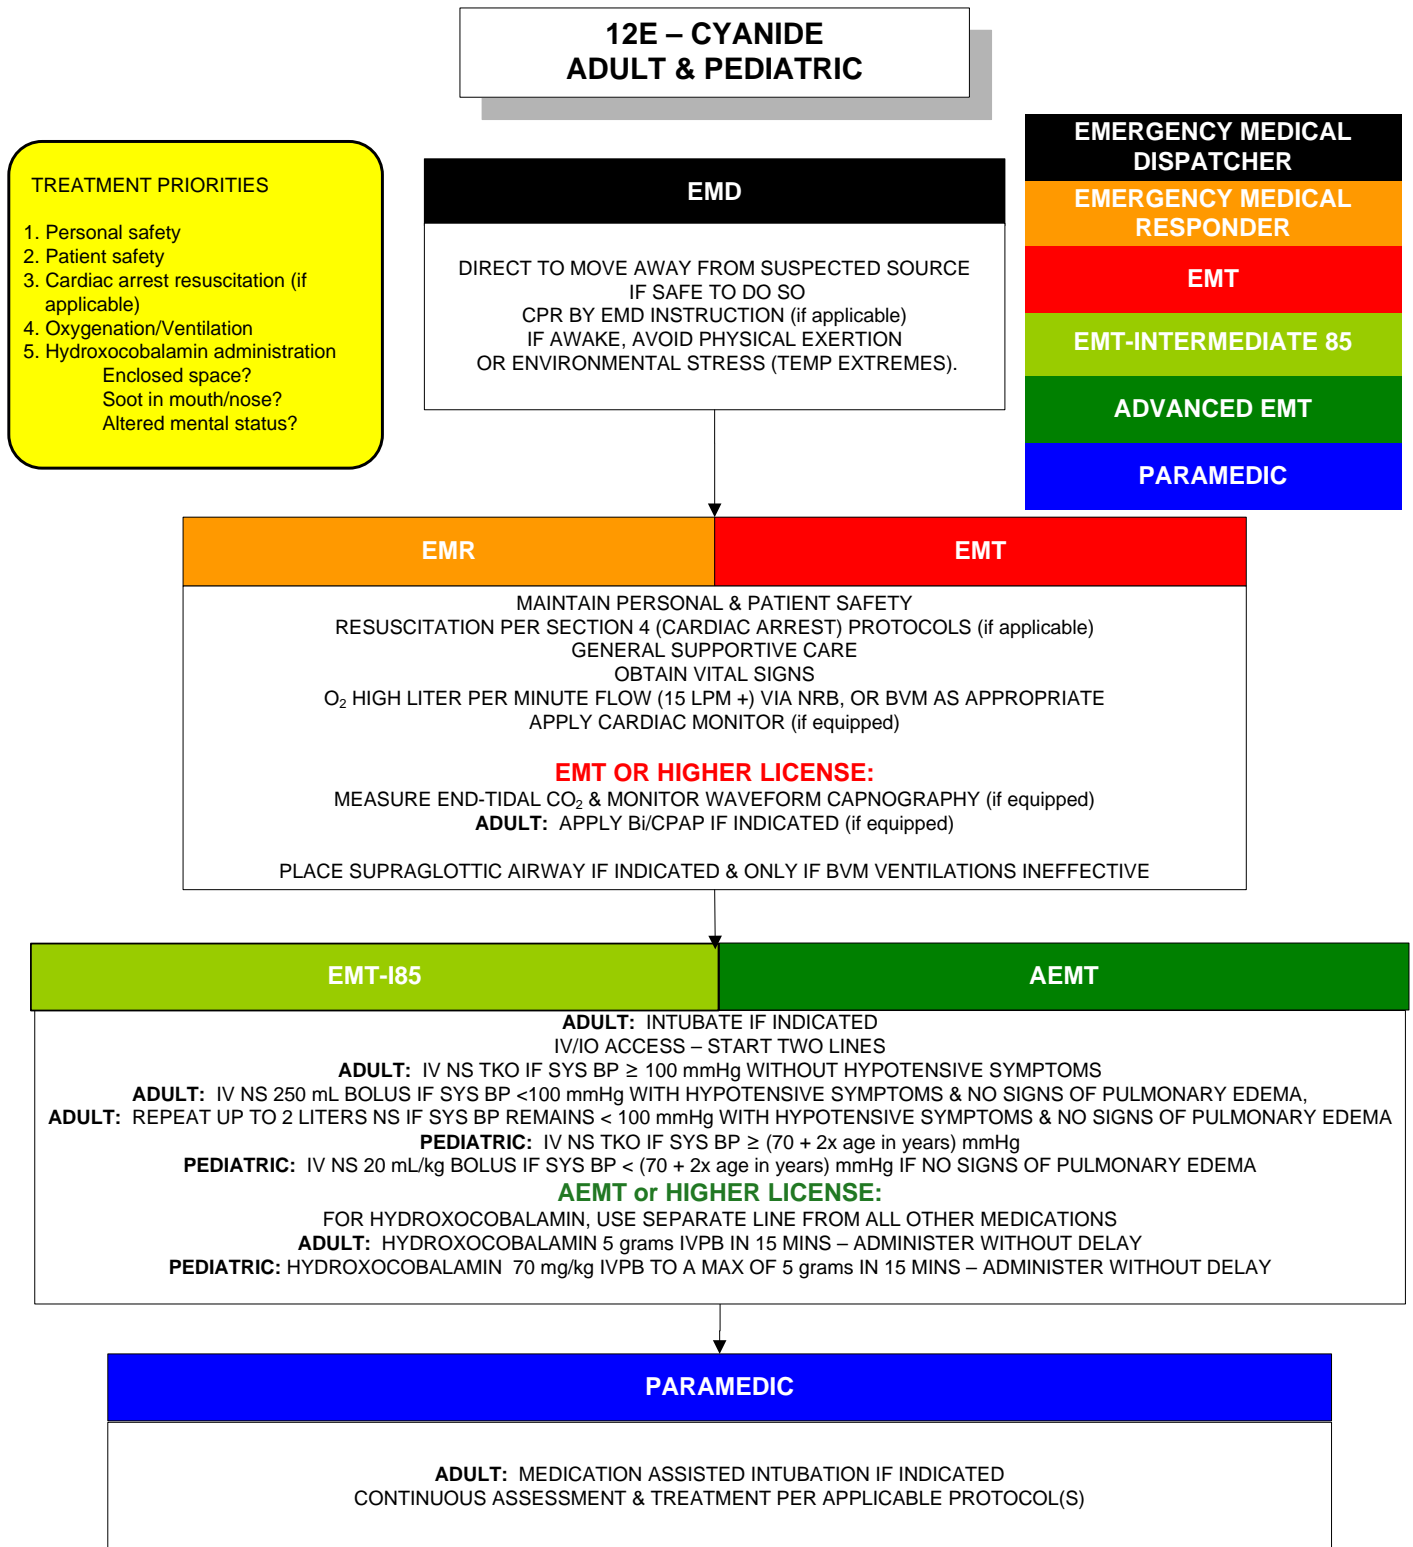 12E – CYANIDE
ADULT & PEDIATRIC
TREATMENT PRIORITIES
1. Personal safety
2. Patient safety
3. Cardiac arrest resuscitation (if
applicable)
4. Oxygenation/Ventilation
5. Hydroxocobalamin administration
Enclosed space?
Soot in mouth/nose?
Altered mental status?
EMERGENCY MEDICAL
DISPATCHER
EMERGENCY MEDICAL
RESPONDER
EMT
EMT-INTERMEDIATE 85
ADVANCED EMT
PARAMEDIC
EMD
DIRECT TO MOVE AWAY FROM SUSPECTED SOURCE
IF SAFE TO DO SO
CPR BY EMD INSTRUCTION (if applicable)
IF AWAKE, AVOID PHYSICAL EXERTION
OR ENVIRONMENTAL STRESS (TEMP EXTREMES).
EMR
EMT
MAINTAIN PERSONAL & PATIENT SAFETY
RESUSCITATION PER SECTION 4 (CARDIAC ARREST) PROTOCOLS (if applicable)
GENERAL SUPPORTIVE CARE
OBTAIN VITAL SIGNS
O₂ HIGH LITER PER MINUTE FLOW (15 LPM +) VIA NRB, OR BVM AS APPROPRIATE
APPLY CARDIAC MONITOR (if equipped)
EMT OR HIGHER LICENSE:
MEASURE END-TIDAL CO₂ & MONITOR WAVEFORM CAPNOGRAPHY (if equipped)
ADULT: APPLY Bi/CPAP IF INDICATED (if equipped)
PLACE SUPRAGLOTTIC AIRWAY IF INDICATED & ONLY IF BVM VENTILATIONS INEFFECTIVE
EMT-I85
AEMT
ADULT: INTUBATE IF INDICATED
IV/IO ACCESS – START TWO LINES
ADULT: IV NS TKO IF SYS BP ≥ 100 mmHg WITHOUT HYPOTENSIVE SYMPTOMS
ADULT: IV NS 250 mL BOLUS IF SYS BP <100 mmHg WITH HYPOTENSIVE SYMPTOMS & NO SIGNS OF PULMONARY EDEMA,
ADULT: REPEAT UP TO 2 LITERS NS IF SYS BP REMAINS < 100 mmHg WITH HYPOTENSIVE SYMPTOMS & NO SIGNS OF PULMONARY EDEMA
PEDIATRIC: IV NS TKO IF SYS BP ≥ (70 + 2x age in years) mmHg
PEDIATRIC: IV NS 20 mL/kg BOLUS IF SYS BP < (70 + 2x age in years) mmHg IF NO SIGNS OF PULMONARY EDEMA
AEMT or HIGHER LICENSE:
FOR HYDROXOCOBALAMIN, USE SEPARATE LINE FROM ALL OTHER MEDICATIONS
ADULT: HYDROXOCOBALAMIN 5 grams IVPB IN 15 MINS – ADMINISTER WITHOUT DELAY
PEDIATRIC: HYDROXOCOBALAMIN 70 mg/kg IVPB TO A MAX OF 5 grams IN 15 MINS – ADMINISTER WITHOUT DELAY
PARAMEDIC
ADULT: MEDICATION ASSISTED INTUBATION IF INDICATED
CONTINUOUS ASSESSMENT & TREATMENT PER APPLICABLE PROTOCOL(S)